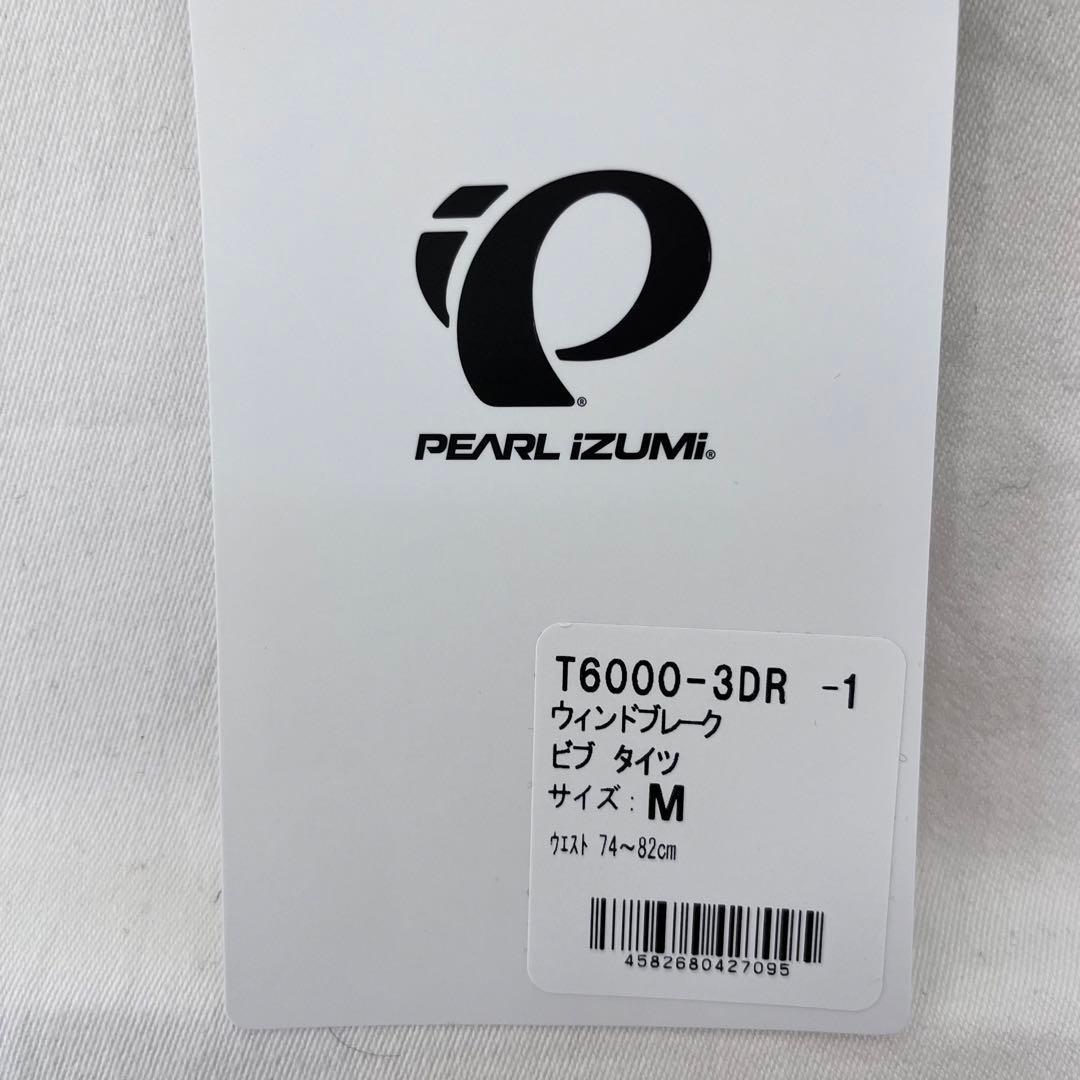 PEARL iZUMi®
T6000-3DR -1
ウィンドブレーク
ビブ タイツ
サイズ: M
ｳｴｽﾄ 74～82cm
4582680427095